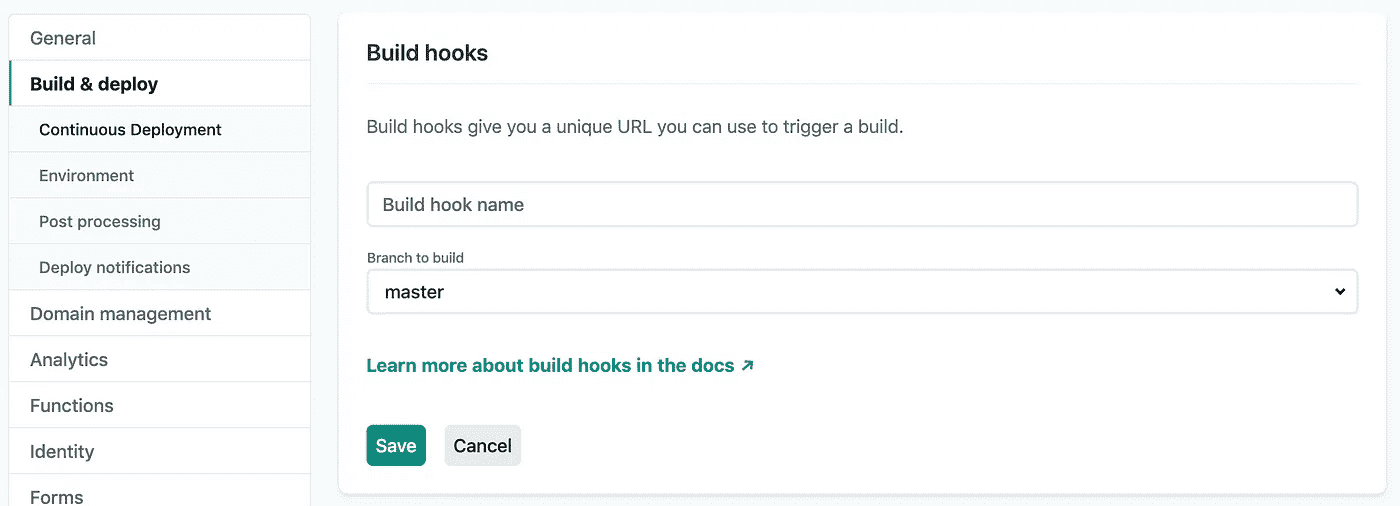 General
Build & deploy
Continuous Deployment
Environment
Post processing
Deploy notifications
Domain management
Analytics
Functions
Identity
Forms
Build hooks
Build hooks give you a unique URL you can use to trigger a build.
Build hook name
Branch to build
master
Learn more about build hooks in the docs ↗
Save Cancel